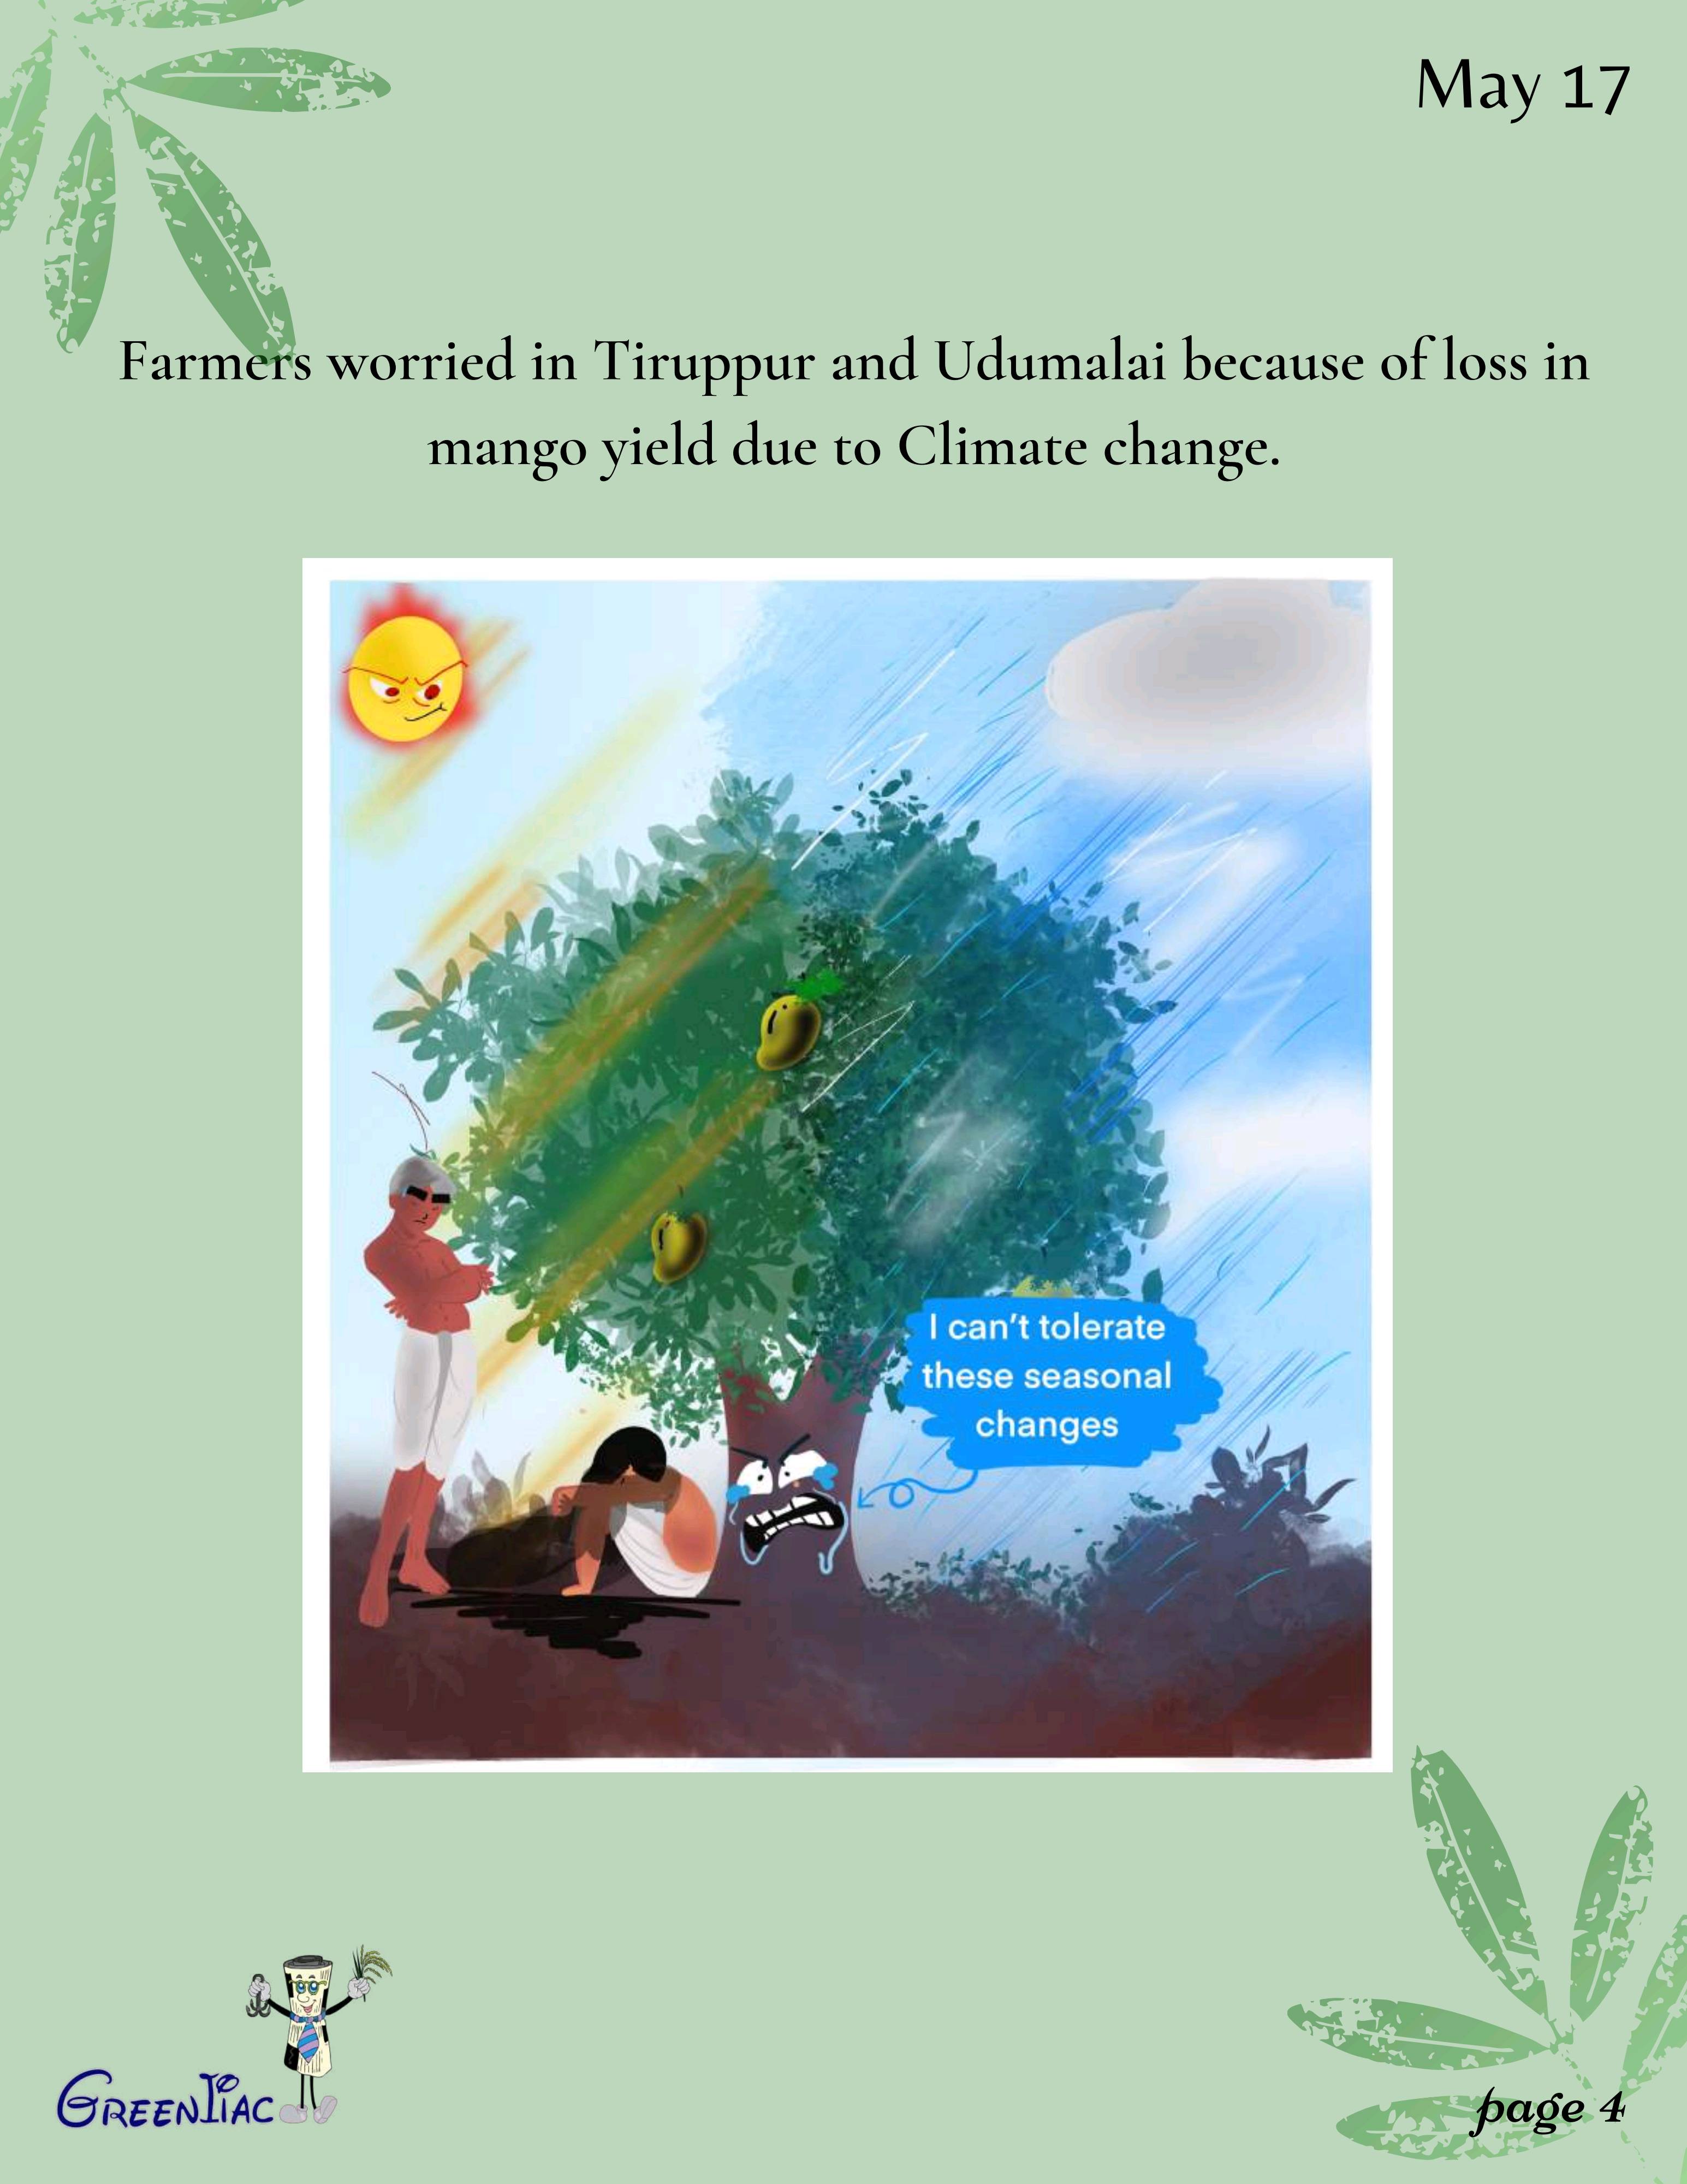 May 17
Farmers worried in Tiruppur and Udumalai because of loss in
mango yield due to Climate change.
I can't tolerate
these seasonal
changes
GREENIIAC
page 4